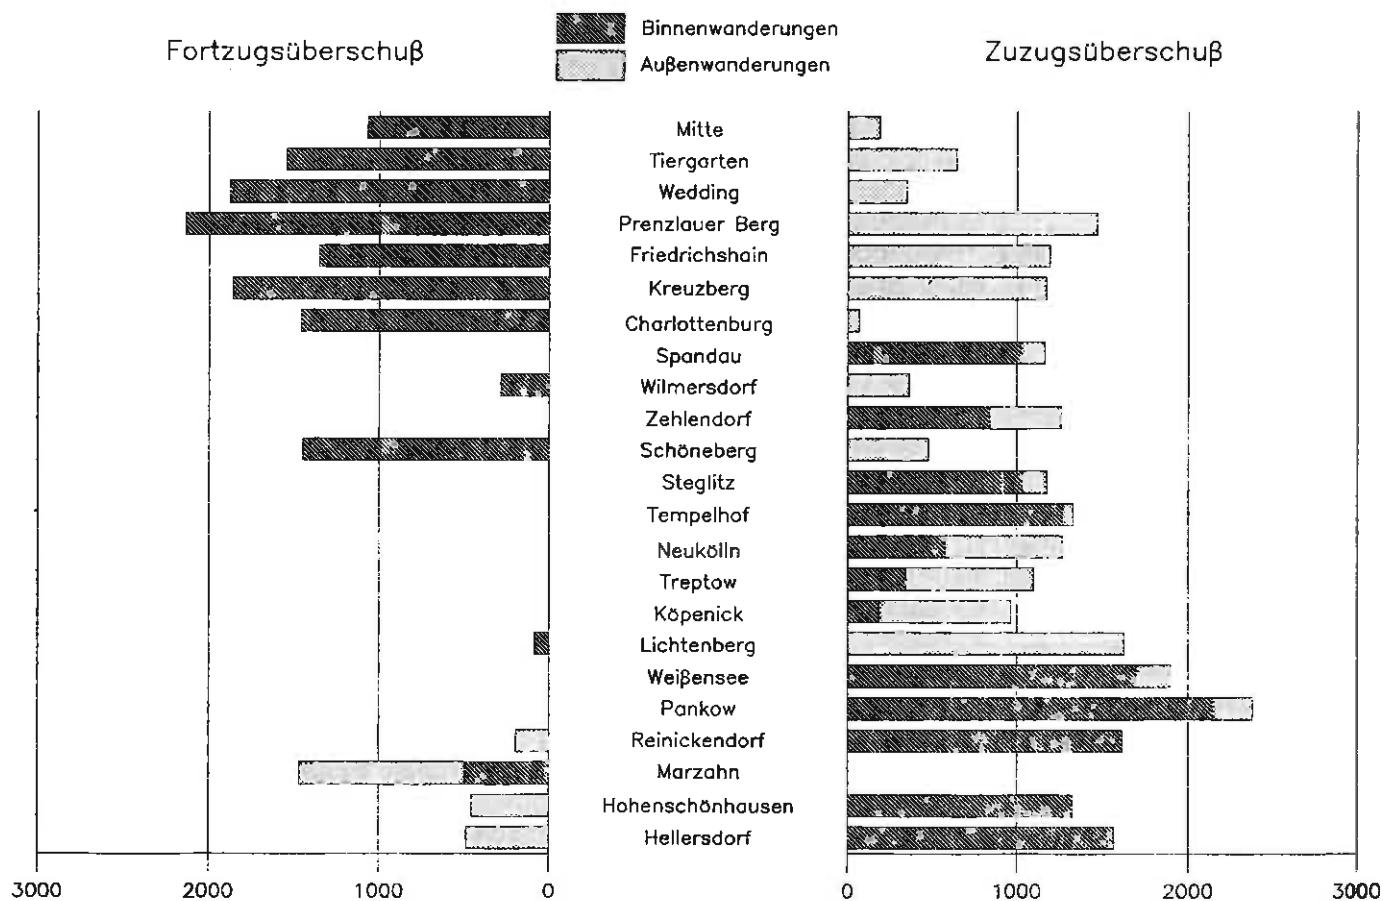 Binnenwanderungen
Fortzugsüberschuß
Zuzugsüberschuß
Außenwanderungen
Mitte
Tiergarten
Wedding
Prenzlauer Berg
Friedrichshain
Kreuzberg
Charlottenburg
Spandau
Wilmersdorf
Zehlendorf
Schöneberg
Steglitz
Tempelhof
Neukölln
Treptow
Köpenick
Lichtenberg
Weißensee
Pankow
Reinickendorf
Marzahn
Hohenschönhausen
Hellersdorf
3000 2000 1000 0 0 1000 2000 3000